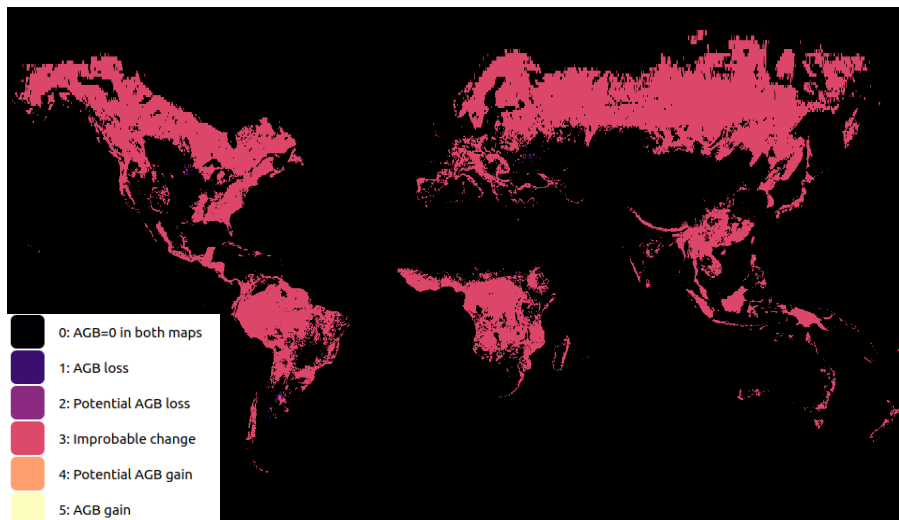 0: AGB=0 in both maps
1: AGB loss
2: Potential AGB loss
3: Improbable change
4: Potential AGB gain
5: AGB gain